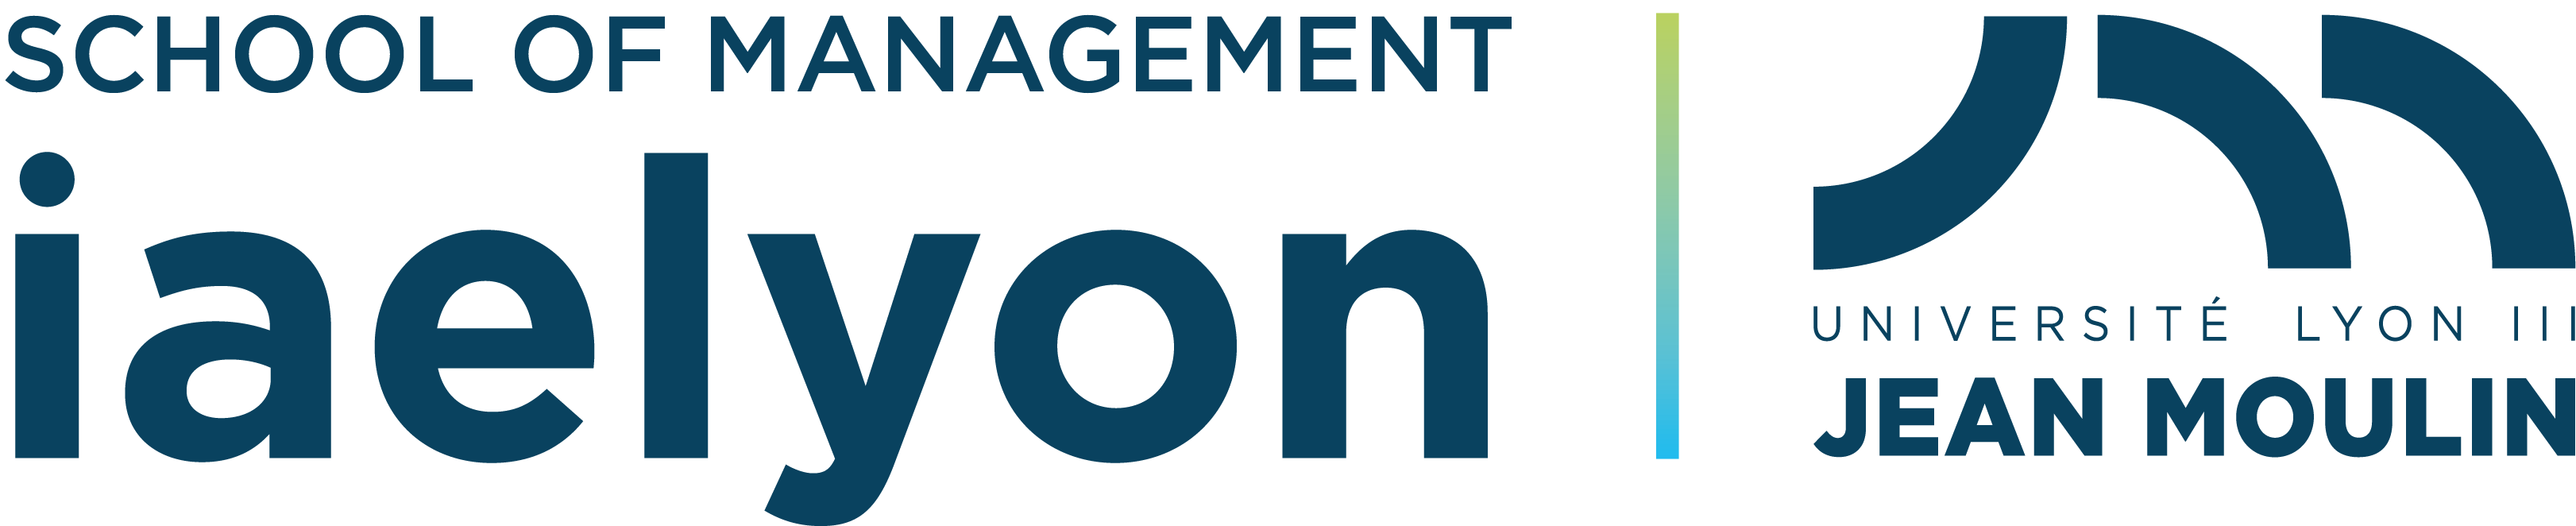 SCHOOL OF MANAGEMENT
iaelyon
UNIVERSITÉ LYON III
JEAN MOULIN